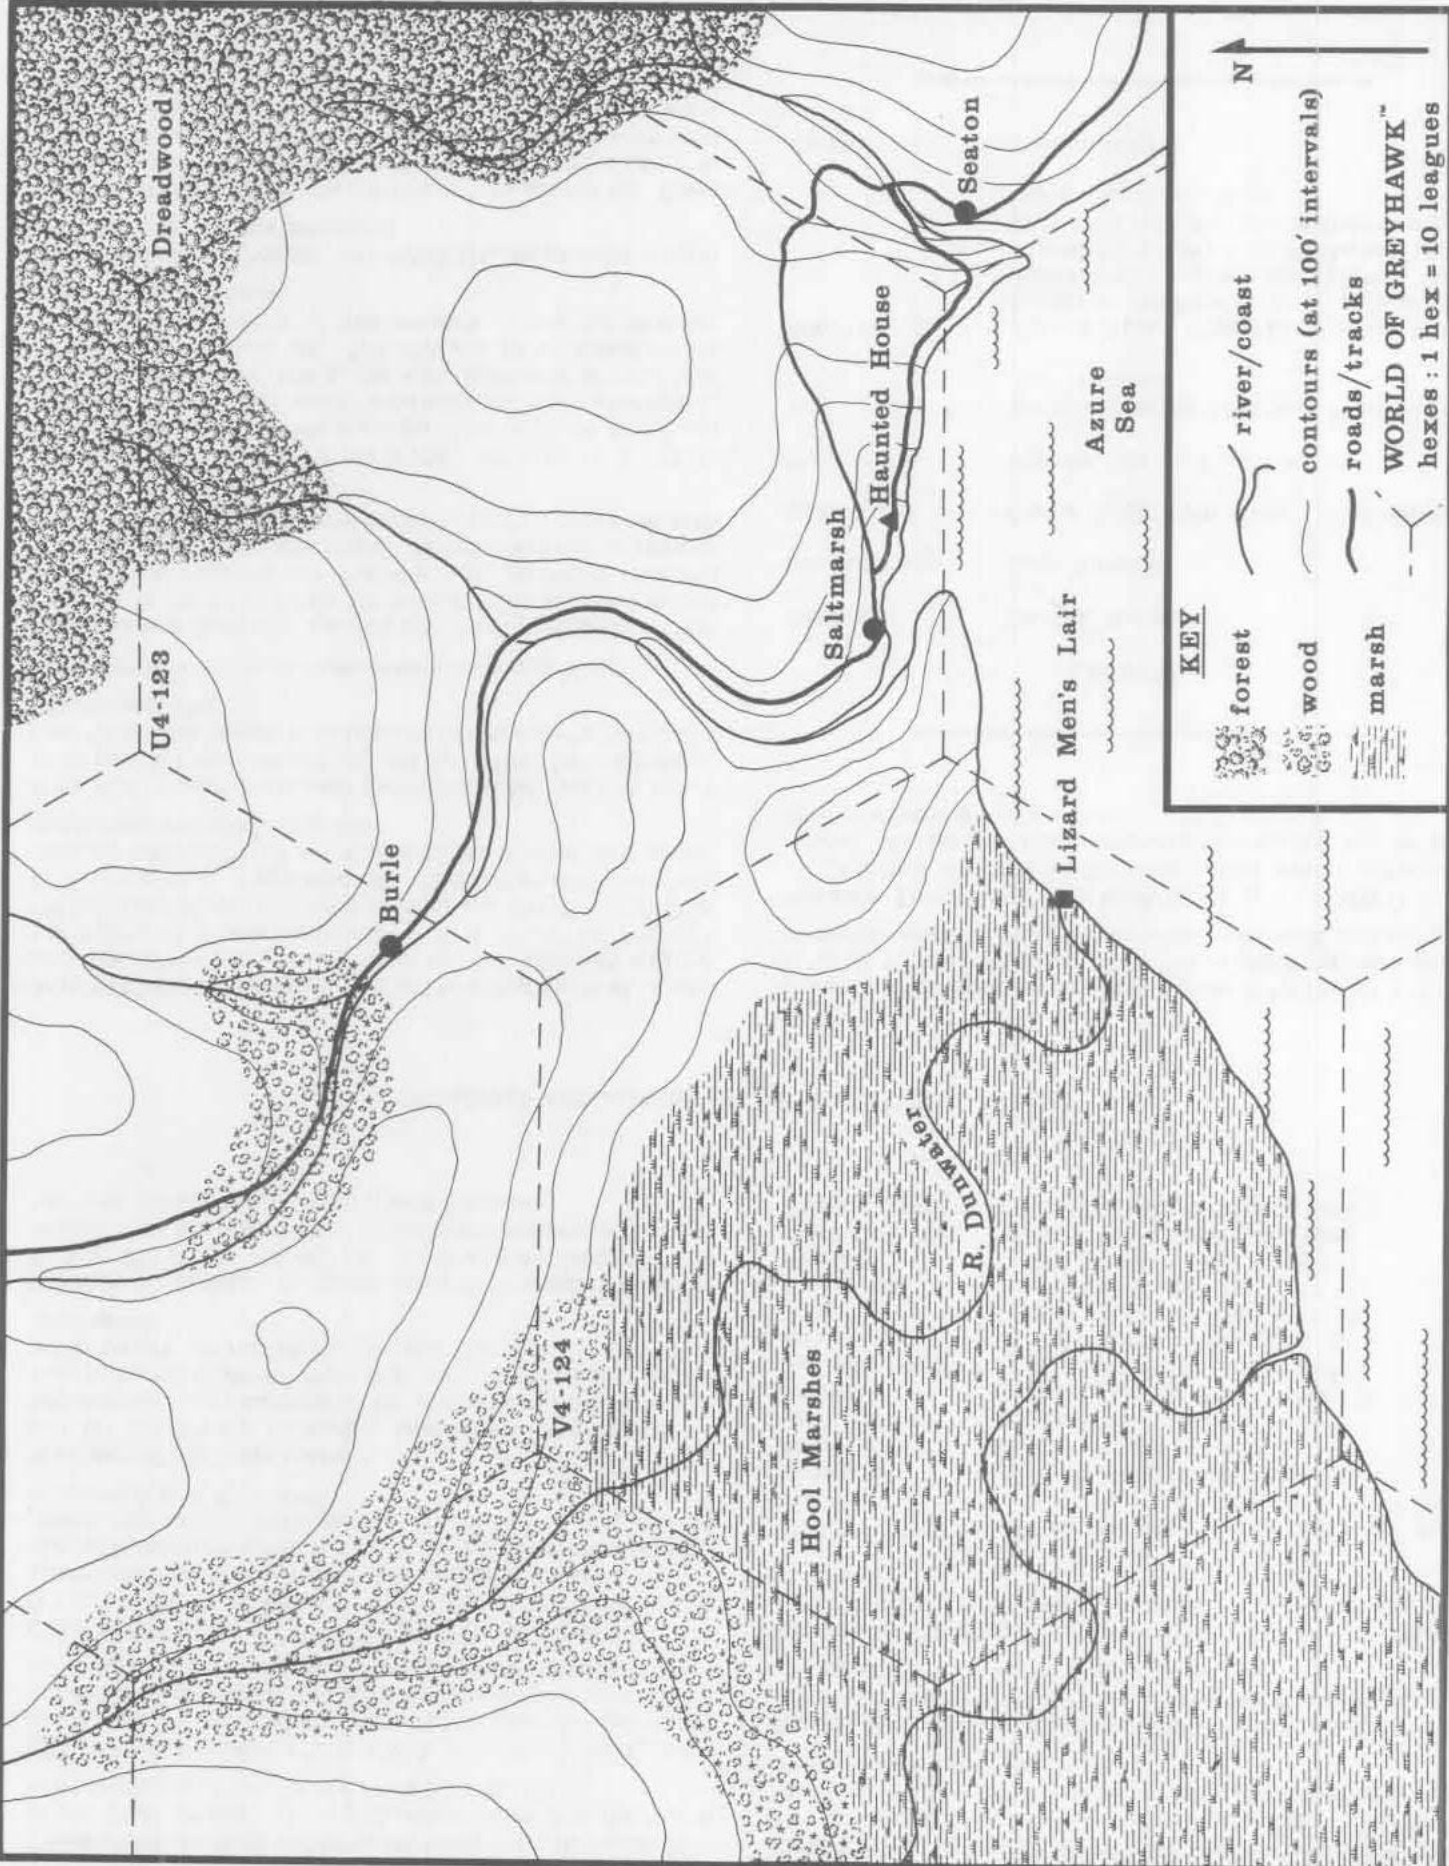 Dreadwood
U4-123
Burle
V4-124
Hool Marshes
R. Dunnwater
Saltmarsh
Haunted House
Seaton
Azure
Sea
Lizard Men's Lair
KEY
forest
wood
marsh
river/coast
contours (at 100' intervals)
roads/tracks
WORLD OF GREYHAWK™
hexes : 1 hex = 10 leagues
N